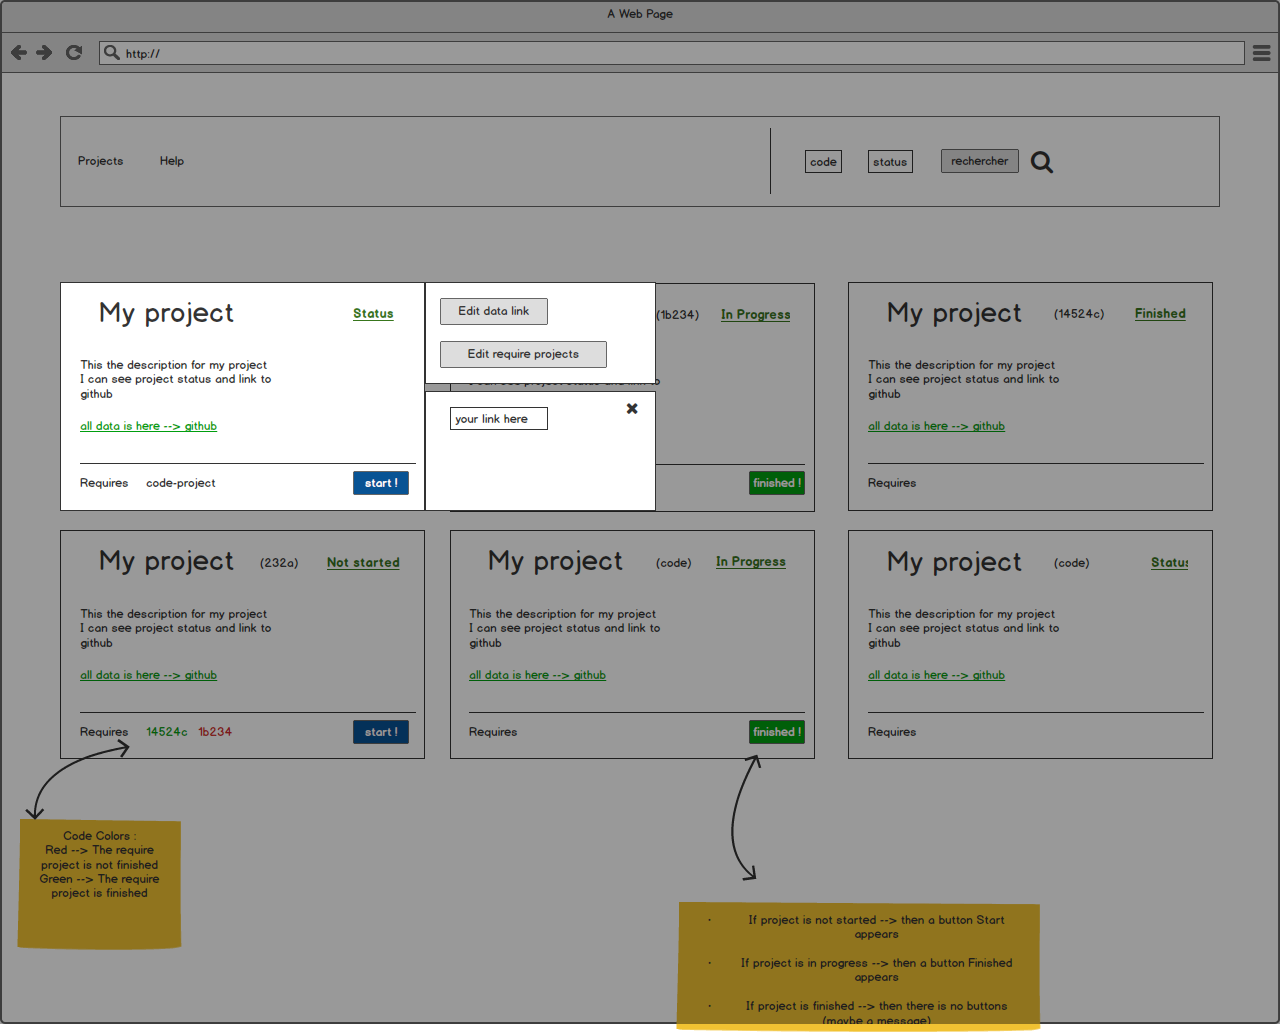 A Web Page
http://
Projects Help code status rechercher
My project Status
This the description for my project
I can see project status and link to
github
all data is here --> github
Requires code-project start !
Edit data link
Edit require projects
your link here
(1b234) In Progress
I can see project status and link to
finished !
My project (14524c) Finished
This the description for my project
I can see project status and link to
github
all data is here --> github
Requires
My project (232a) Not started
This the description for my project
I can see project status and link to
github
all data is here --> github
Requires 14524c 1b234 start !
My project (code) In Progress
This the description for my project
I can see project status and link to
github
all data is here --> github
Requires finished !
My project (code) Status
This the description for my project
I can see project status and link to
github
all data is here --> github
Requires
Code Colors :
Red --> The require
project is not finished
Green --> The require
project is finished
· If project is not started --> then a button Start
appears
· If project is in progress --> then a button Finished
appears
· If project is finished --> then there is no buttons
(maybe a message)